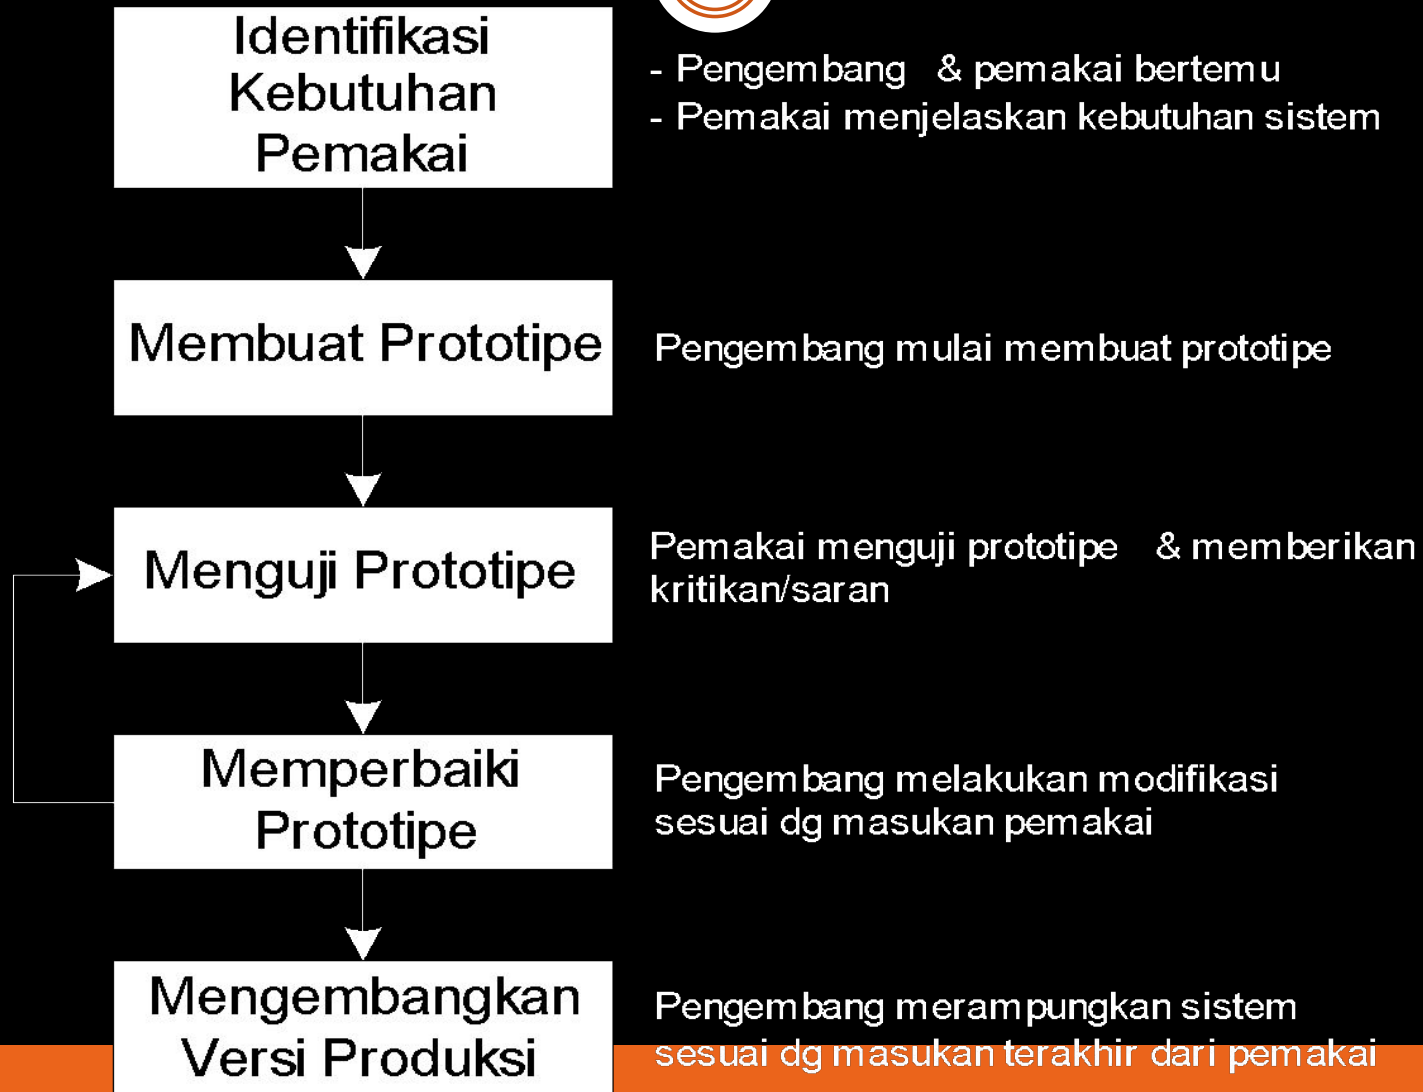 Identifikasi
Kebutuhan
Pemakai
- Pengembang & pemakai bertemu
- Pemakai menjelaskan kebutuhan sistem
Membuat Prototipe
Pengembang mulai membuat prototipe
Menguji Prototipe
Pemakai menguji prototipe & memberikan
kritikan/saran
Memperbaiki
Prototipe
Pengembang melakukan modifikasi
sesuai dg masukan pemakai
Mengembangkan
Versi Produksi
Pengembang merampungkan sistem
sesuai dg masukan terakhir dari pemakai